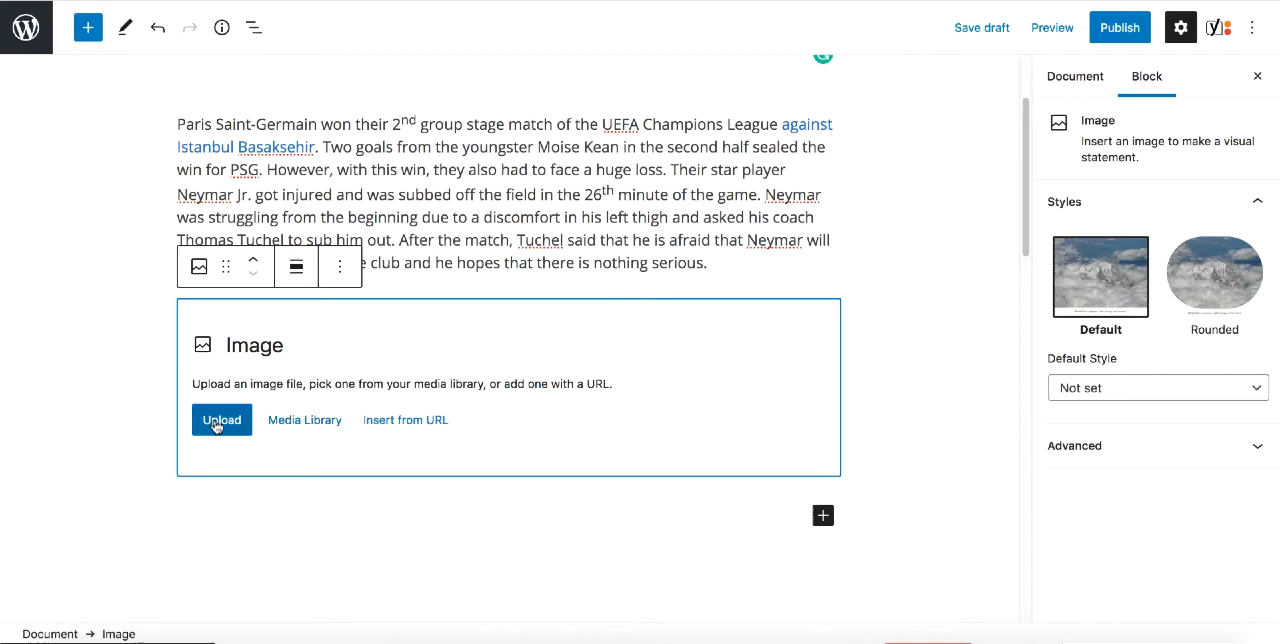 Save draft Preview Publish
Document Block
Paris Saint-Germain won their 2nd group stage match of the UEFA Champions League against
Istanbul Basaksehir. Two goals from the youngster Moise Kean in the second half sealed the
win for PSG. However, with this win, they also had to face a huge loss. Their star player
Neymar Jr. got injured and was subbed off the field in the 26th minute of the game. Neymar
was struggling from the beginning due to a discomfort in his left thigh and asked his coach
Thomas Tuchel to sub him out. After the match, Tuchel said that he is afraid that Neymar will
e club and he hopes that there is nothing serious.
Image
Upload an image file, pick one from your media library, or add one with a URL.
Upload Media Library Insert from URL
Image
Insert an image to make a visual
statement.
Styles
Default Rounded
Default Style
Not set
Advanced
Document → Image